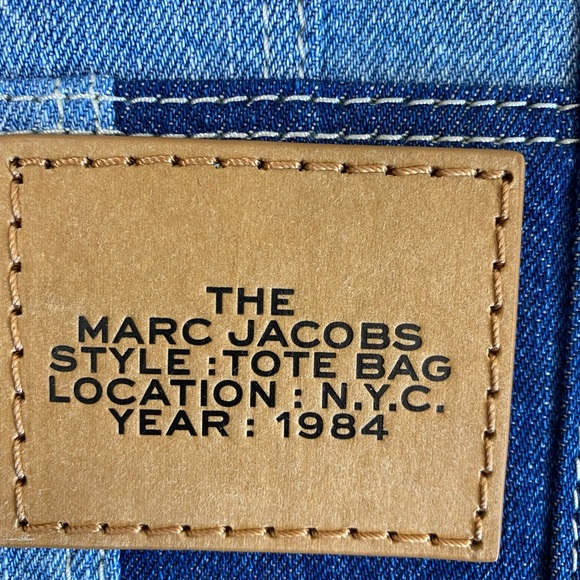 THE
MARC JACOBS
STYLE : TOTE BAG
LOCATION : N.Y.C.
YEAR : 1984